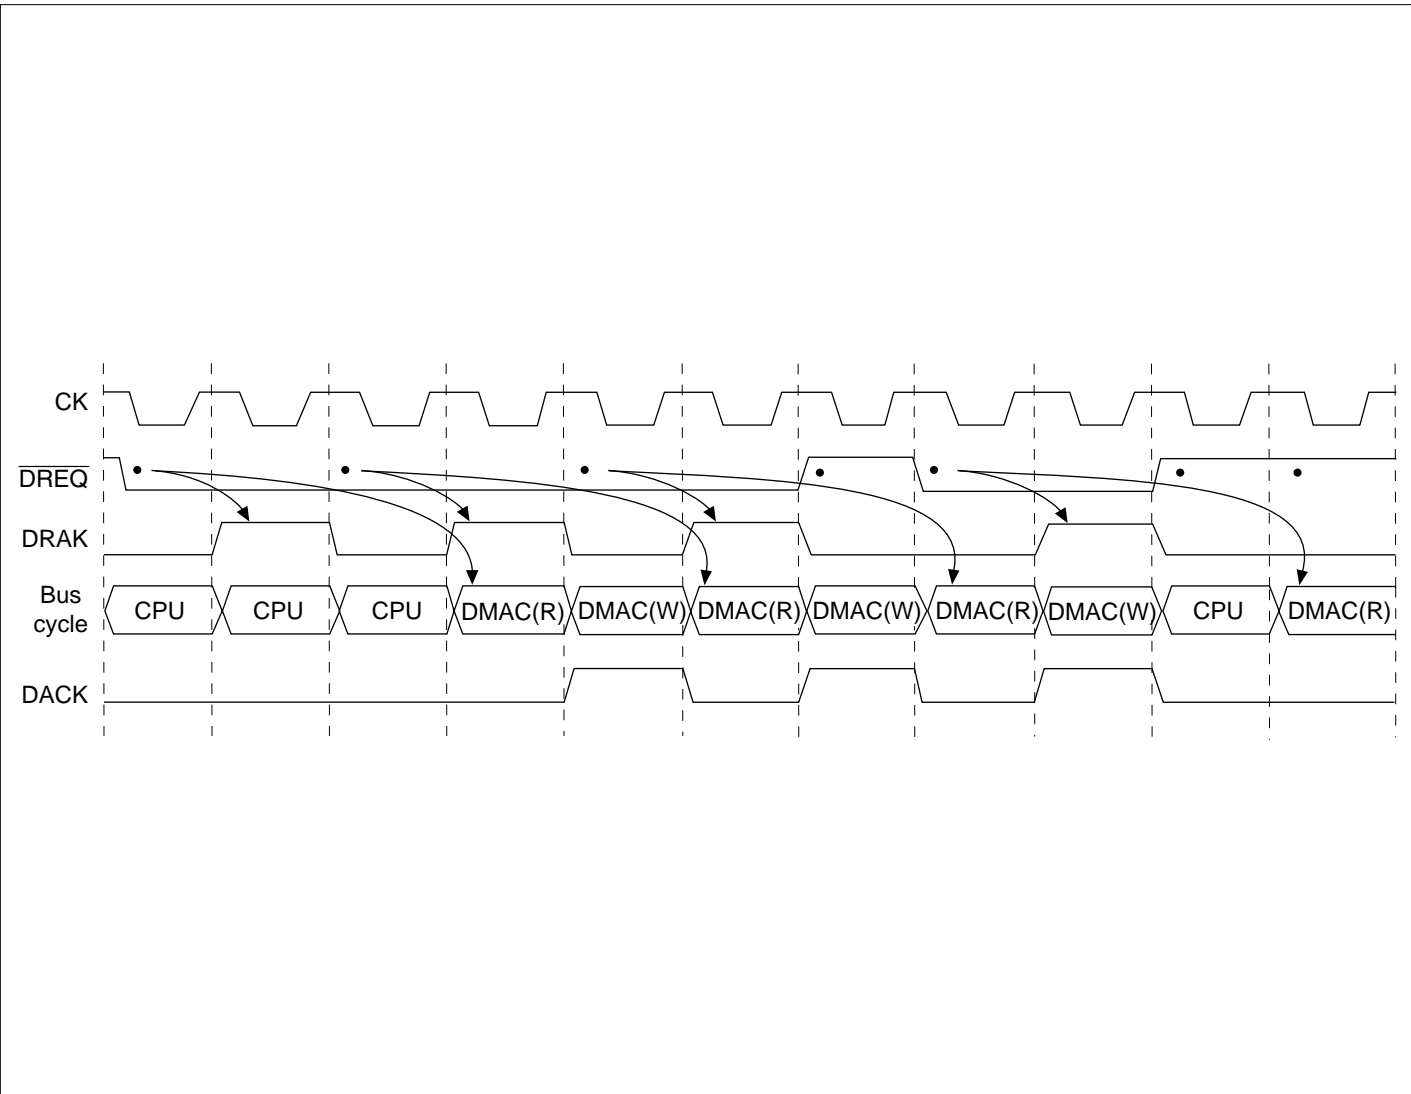 CK
DREQ
DRAK
Bus
cycle
CPU CPU CPU DMAC(R) DMAC(W) DMAC(R) DMAC(W) DMAC(R) DMAC(W) CPU DMAC(R)
DACK